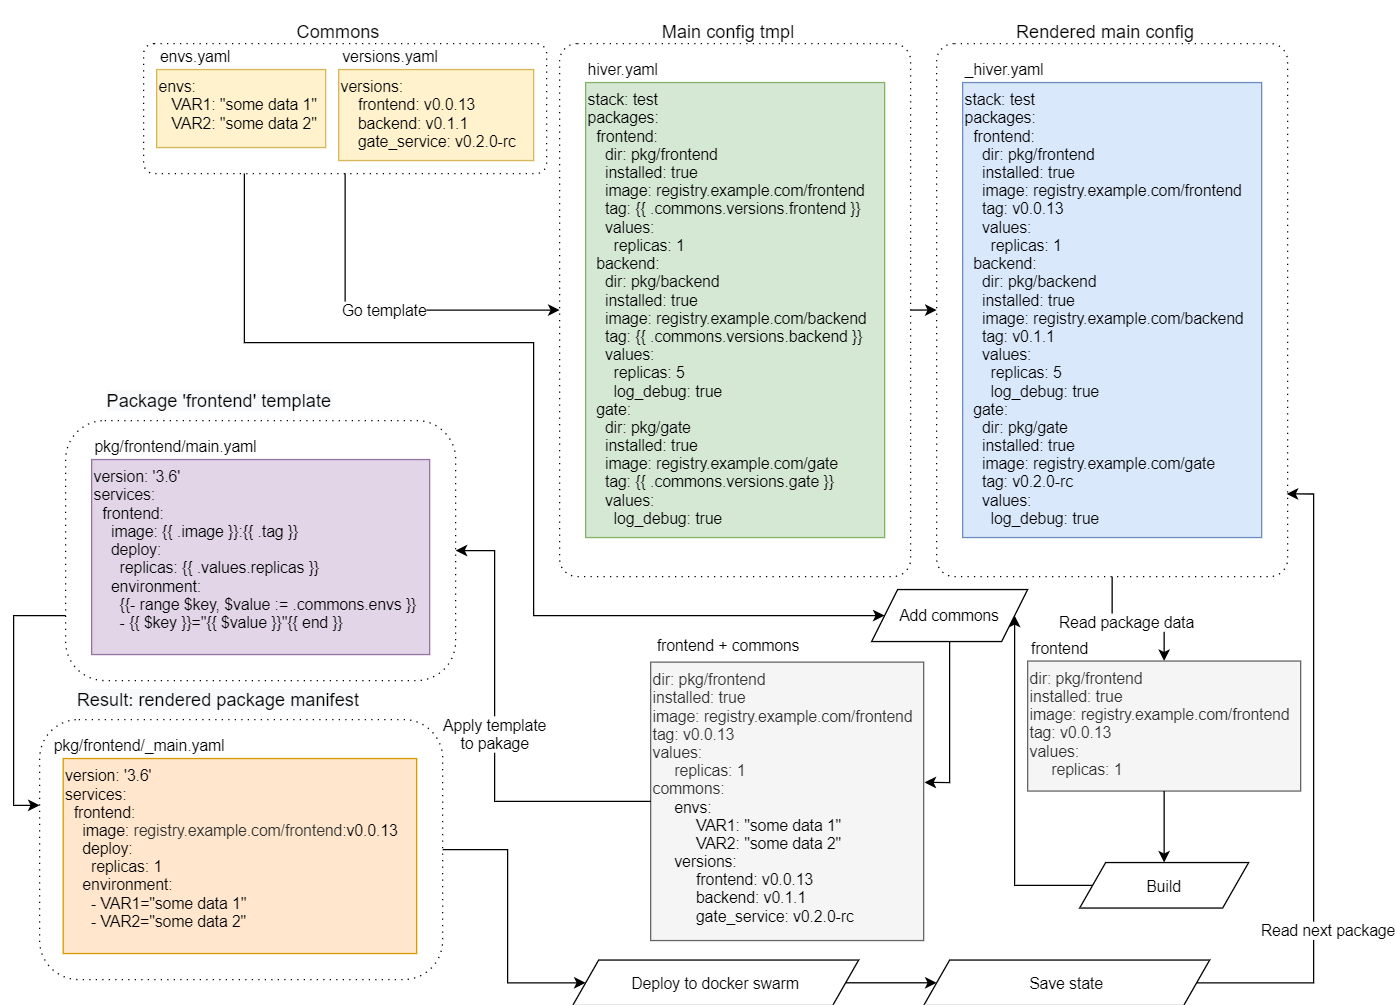 Commons
envs.yaml
envs:
VAR1: "some data 1"
VAR2: "some data 2"
versions.yaml
versions:
frontend: v0.0.13
backend: v0.1.1
gate_service: v0.2.0-rc
Main config tmpl
hiver.yaml
stack: test
packages:
frontend:
dir: pkg/frontend
installed: true
image: registry.example.com/frontend
tag: {{ .commons.versions.frontend }}
values:
replicas: 1
backend:
dir: pkg/backend
installed: true
image: registry.example.com/backend
tag: {{ .commons.versions.backend }}
values:
replicas: 5
log_debug: true
gate:
dir: pkg/gate
installed: true
image: registry.example.com/gate
tag: {{ .commons.versions.gate }}
values:
log_debug: true
Rendered main config
_hiver.yaml
stack: test
packages:
frontend:
dir: pkg/frontend
installed: true
image: registry.example.com/frontend
tag: v0.0.13
values:
replicas: 1
backend:
dir: pkg/backend
installed: true
image: registry.example.com/backend
tag: v0.1.1
values:
replicas: 5
log_debug: true
gate:
dir: pkg/gate
installed: true
image: registry.example.com/gate
tag: v0.2.0-rc
values:
log_debug: true
Go template
Package 'frontend' template
pkg/frontend/main.yaml
version: '3.6'
services:
frontend:
image: {{ .image }}:{{ .tag }}
deploy:
replicas: {{ .values.replicas }}
environment:
{{- range $key, $value := .commons.envs }}
- {{ $key }}="{{ $value }}"{{ end }}
Add commons
Read package data
frontend
dir: pkg/frontend
installed: true
image: registry.example.com/frontend
tag: v0.0.13
values:
replicas: 1
Build
frontend + commons
dir: pkg/frontend
installed: true
image: registry.example.com/frontend
tag: v0.0.13
values:
replicas: 1
commons:
envs:
VAR1: "some data 1"
VAR2: "some data 2"
versions:
frontend: v0.0.13
backend: v0.1.1
gate_service: v0.2.0-rc
Apply template
to pakage
Result: rendered package manifest
pkg/frontend/_main.yaml
version: '3.6'
services:
frontend:
image: registry.example.com/frontend:v0.0.13
deploy:
replicas: 1
environment:
- VAR1="some data 1"
- VAR2="some data 2"
Deploy to docker swarm
Save state
Read next package